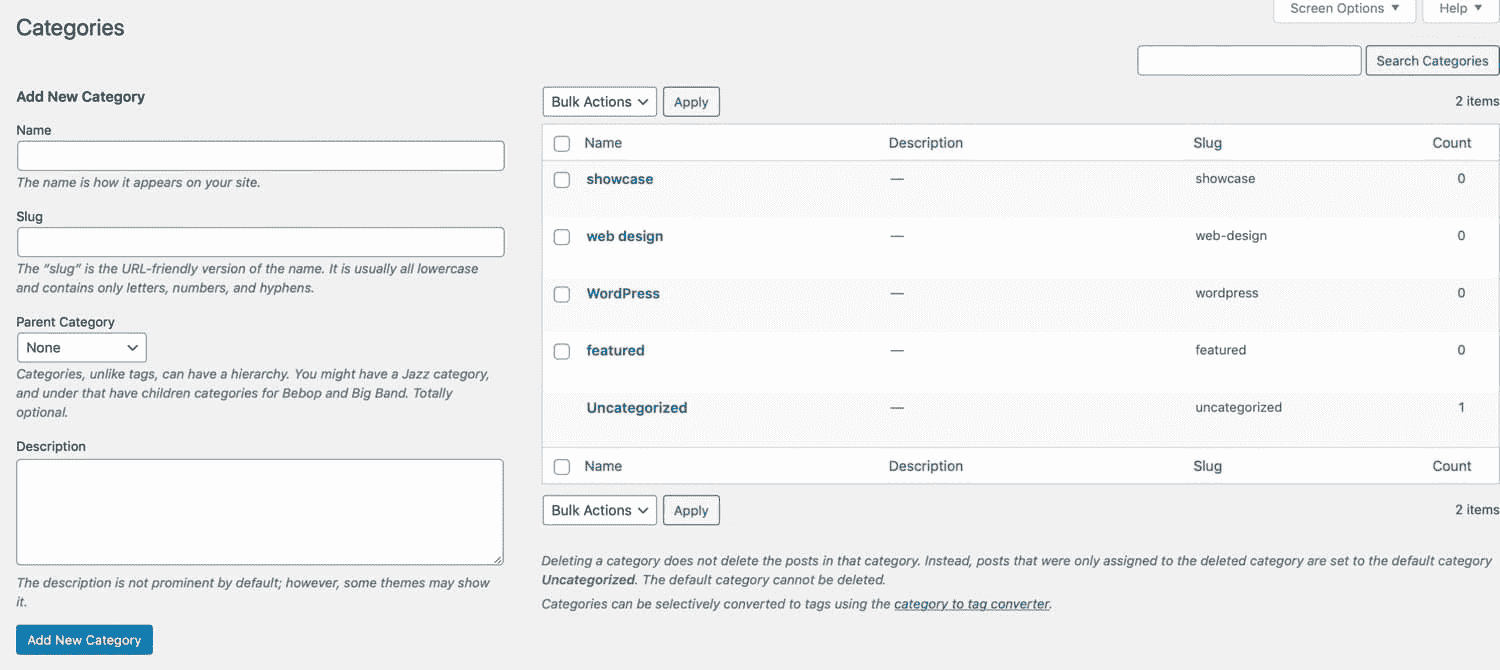 Screen Options ▼ Help ▼
Categories
Search Categories
Add New Category
Name
The name is how it appears on your site.
Slug
The “slug” is the URL-friendly version of the name. It is usually all lowercase
and contains only letters, numbers, and hyphens.
Parent Category
None
Categories, unlike tags, can have a hierarchy. You might have a Jazz category,
and under that have children categories for Bebop and Big Band. Totally
optional.
Description
The description is not prominent by default; however, some themes may show
it.
Add New Category
Bulk Actions Apply 2 items
Name Description Slug Count
showcase — showcase 0
web design — web-design 0
WordPress — wordpress 0
featured — featured 0
Uncategorized — uncategorized 1
Name Description Slug Count
Bulk Actions Apply 2 items
Deleting a category does not delete the posts in that category. Instead, posts that were only assigned to the deleted category are set to the default category
Uncategorized. The default category cannot be deleted.
Categories can be selectively converted to tags using the category to tag converter.